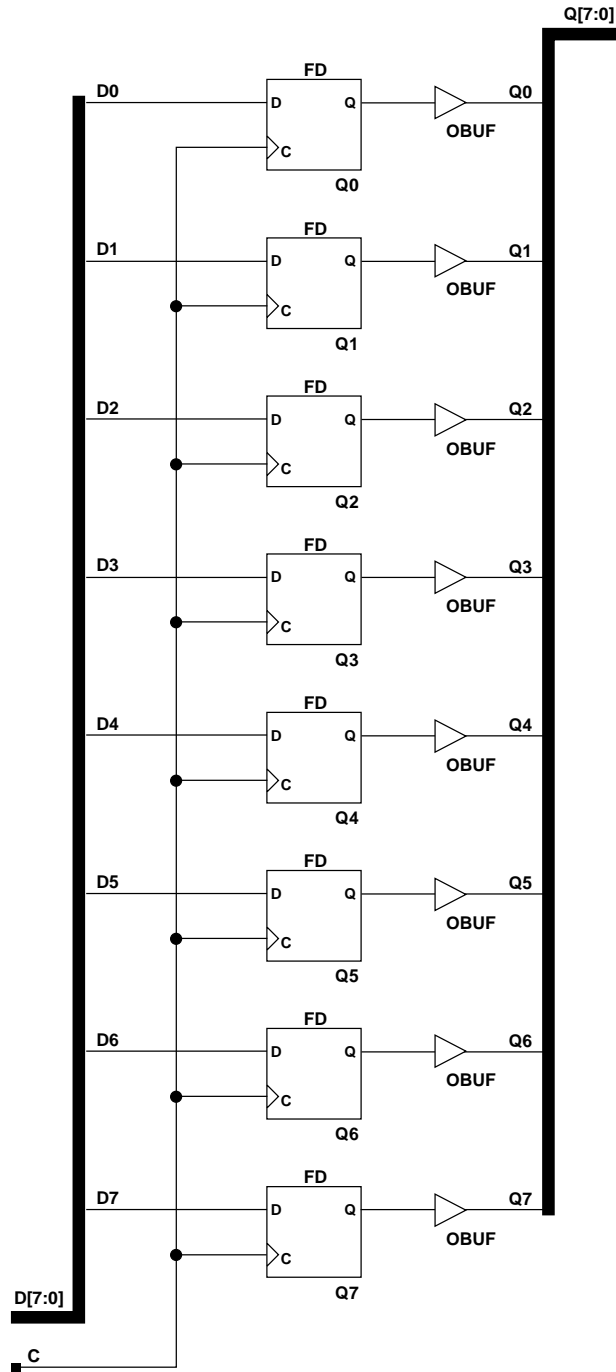 Q[7:0]
FD
D0 D Q Q0
OBUF
C
Q0
FD
D1 D Q Q1
OBUF
C
Q1
FD
D2 D Q Q2
OBUF
C
Q2
FD
D3 D Q Q3
OBUF
C
Q3
FD
D4 D Q Q4
OBUF
C
Q4
FD
D5 D Q Q5
OBUF
C
Q5
FD
D6 D Q Q6
OBUF
C
Q6
FD
D7 D Q Q7
OBUF
C
Q7
D[7:0]
C